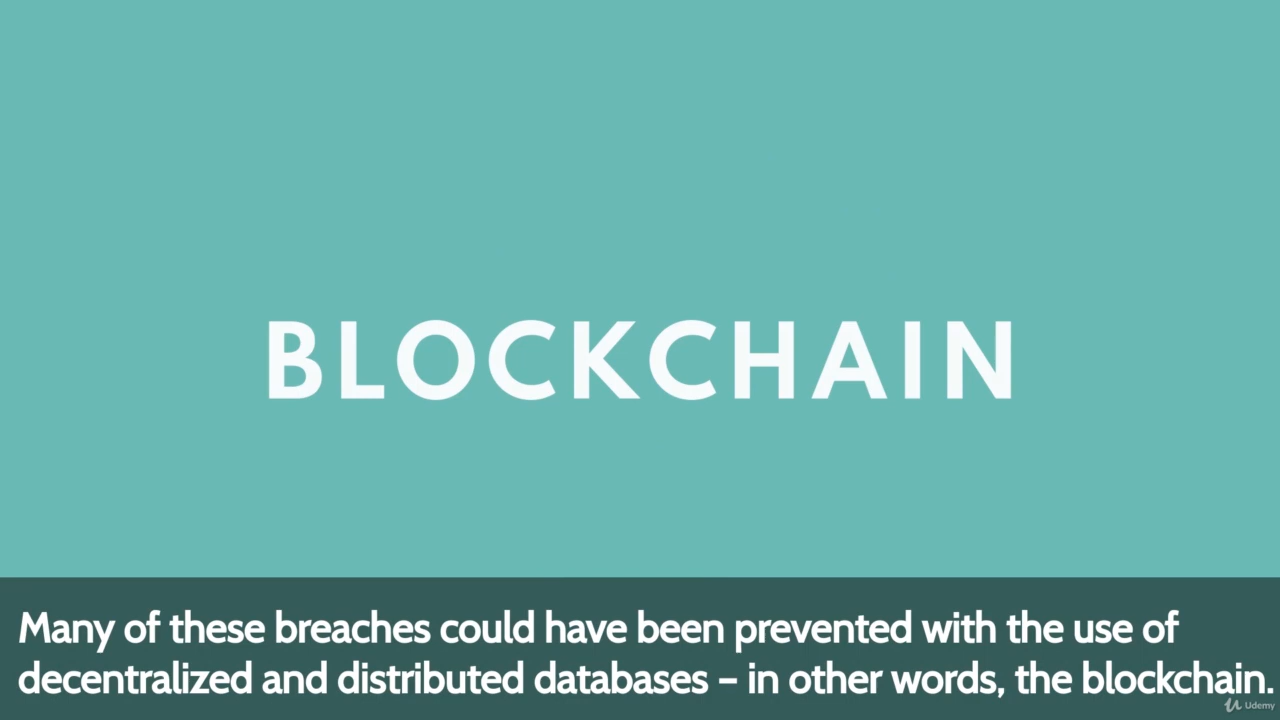 BLOCKCHAIN
Many of these breaches could have been prevented with the use of
decentralized and distributed databases – in other words, the blockchain.
Udemy